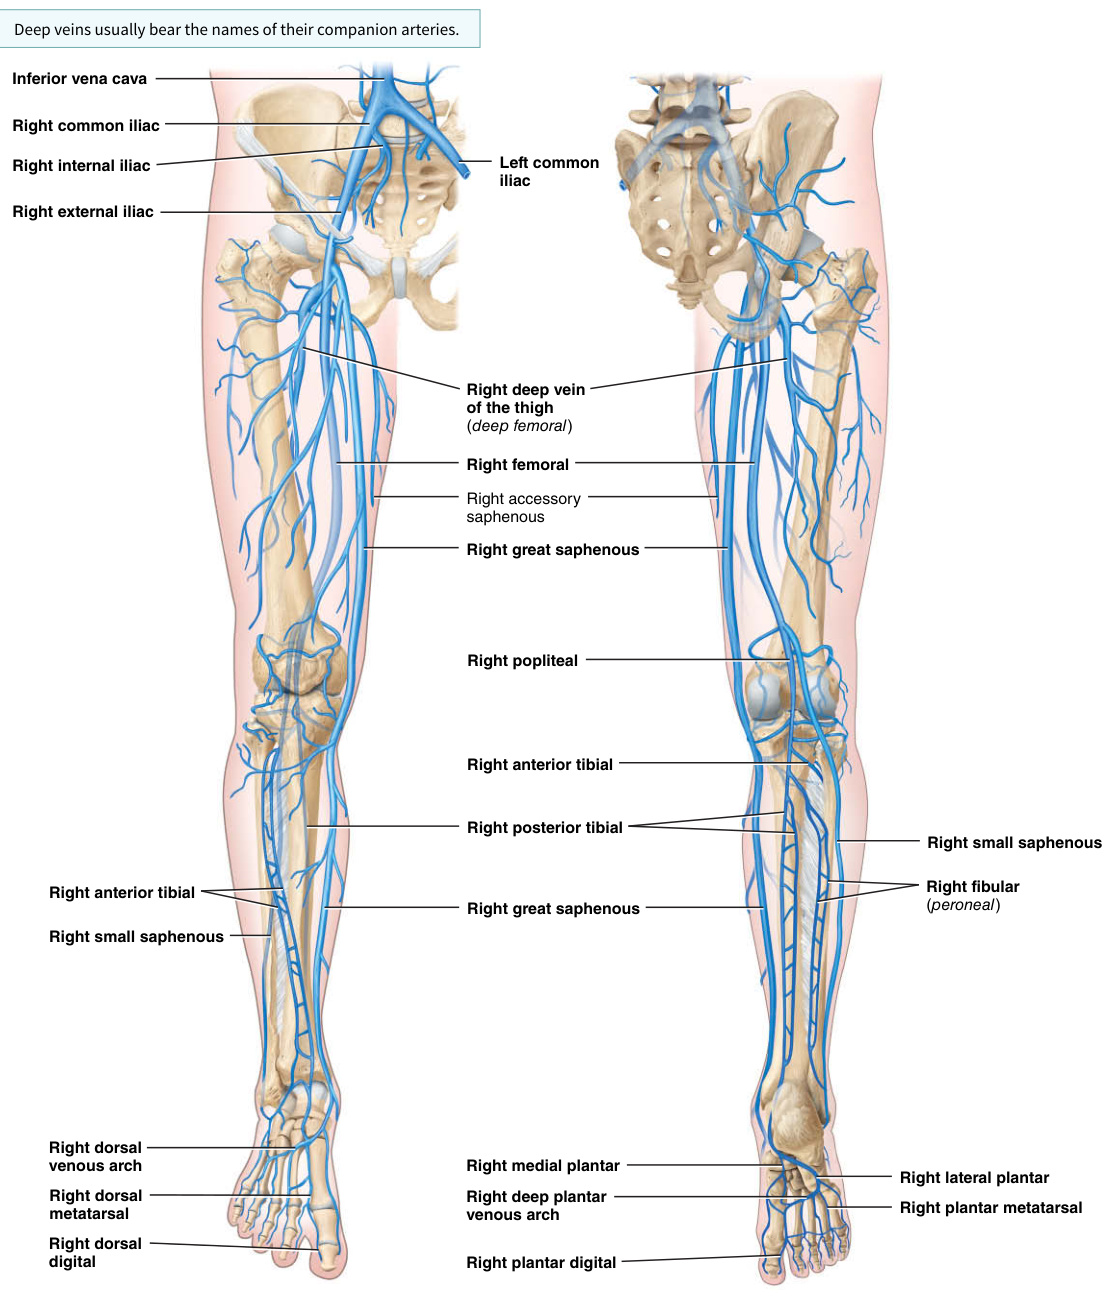 Deep veins usually bear the names of their companion arteries.
Inferior vena cava
Right common iliac
Right internal iliac
Right external iliac
Left common
iliac
Right deep vein
of the thigh
(deep femoral)
Right femoral
Right accessory
saphenous
Right great saphenous
Right popliteal
Right anterior tibial
Right posterior tibial
Right small saphenous
Right anterior tibial
Right fibular
(peroneal)
Right great saphenous
Right small saphenous
Right dorsal
venous arch
Right dorsal
metatarsal
Right dorsal
digital
Right medial plantar
Right deep plantar
venous arch
Right plantar digital
Right lateral plantar
Right plantar metatarsal